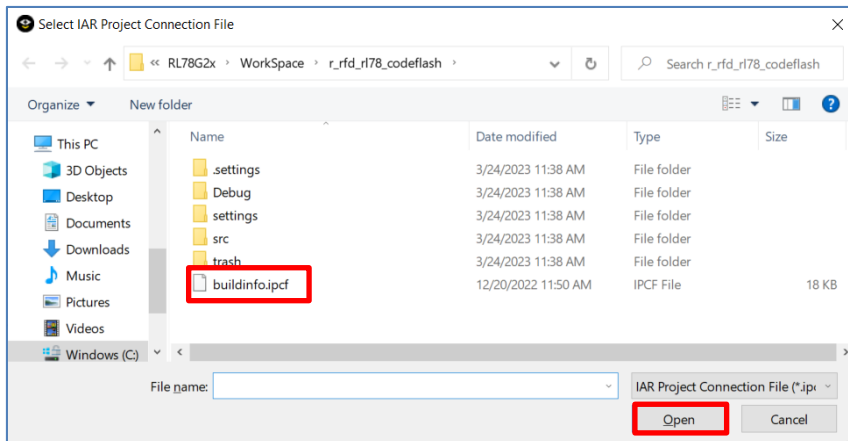 Select IAR Project Connection File
« RL78G2x › WorkSpace › r_rfd_rl78_codeflash ›
Search r_rfd_rl78_codeflash
Organize
New folder
Name Date modified Type Size
This PC
3D Objects
Desktop
Documents
Downloads
Music
Pictures
Videos
Windows (C:)
.settings 3/24/2023 11:38 AM File folder
Debug 3/24/2023 11:38 AM File folder
settings 3/24/2023 11:38 AM File folder
src 3/24/2023 11:38 AM File folder
trash 3/24/2023 11:38 AM File folder
buildinfo.ipcf 12/20/2022 11:50 AM IPCF File 18 KB
File name:
IAR Project Connection File (*.ip
Open
Cancel